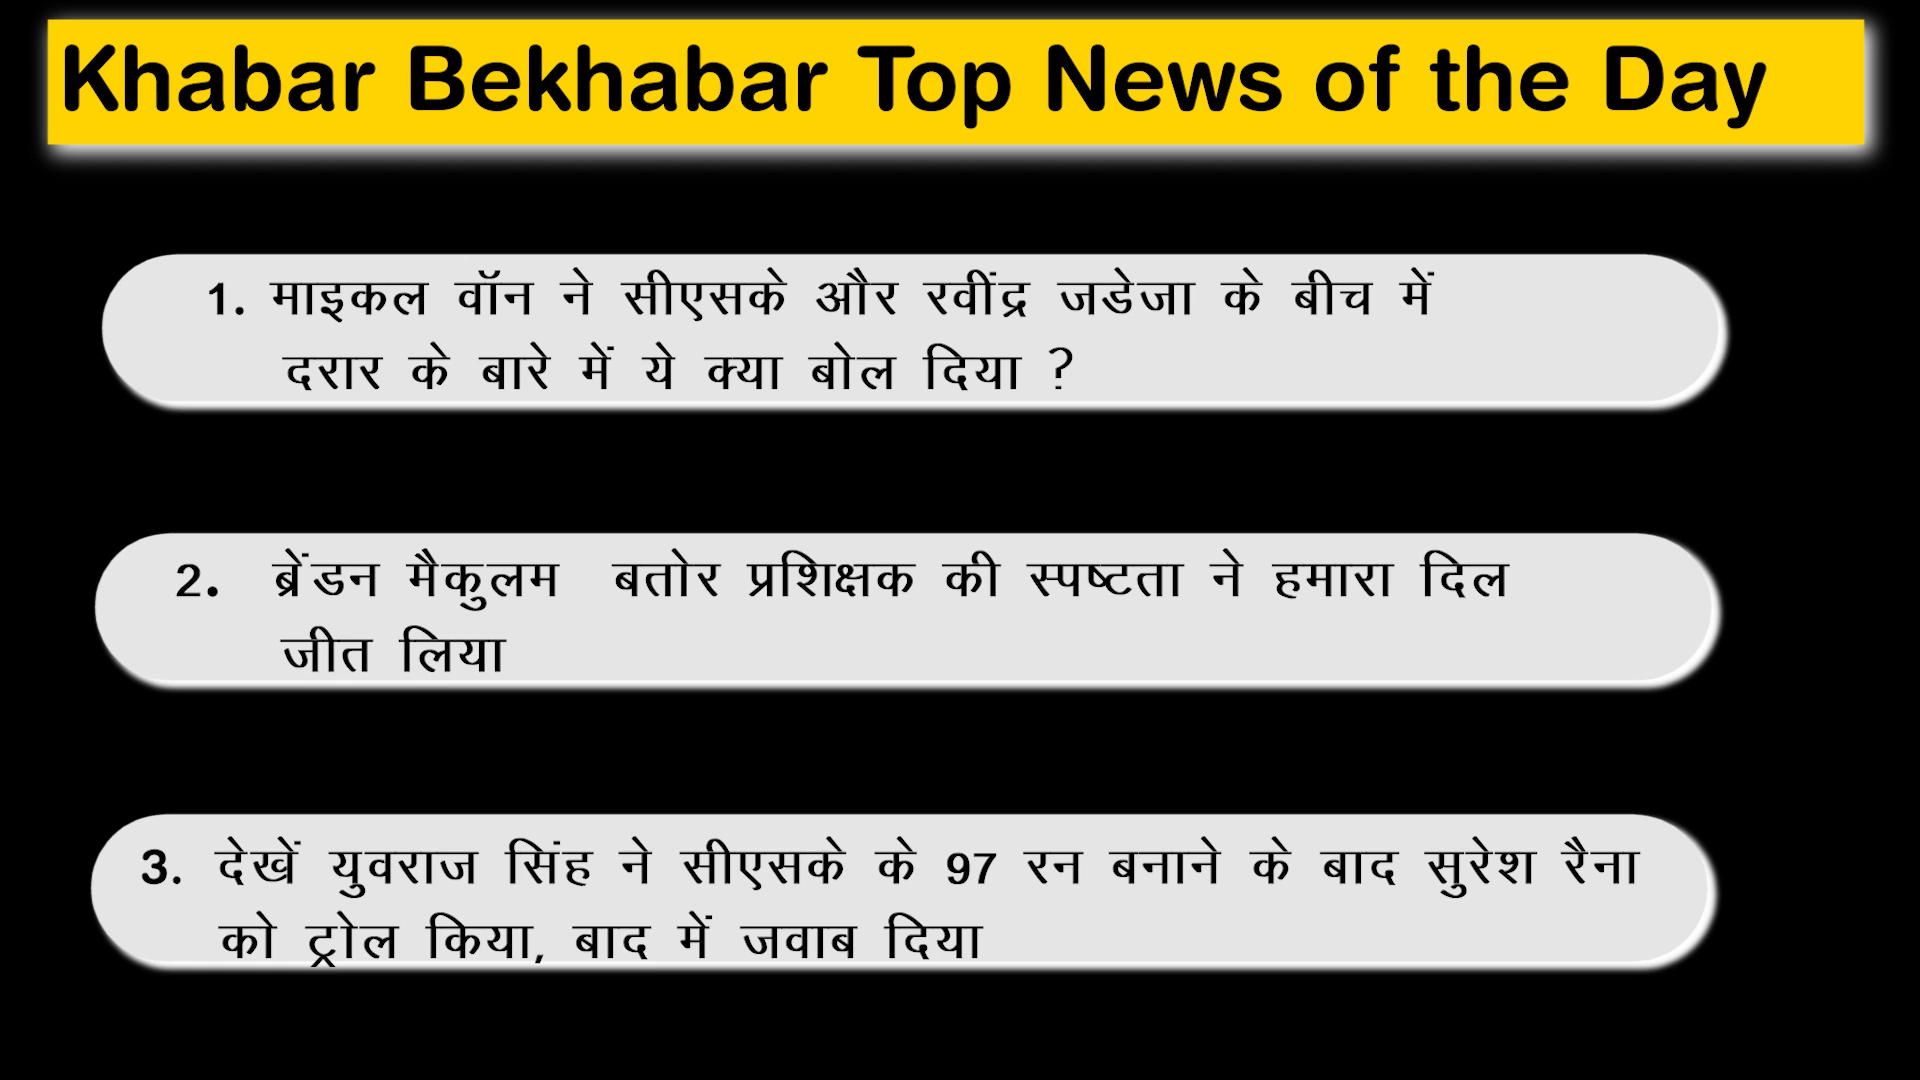 Khabar Bekhabar Top News of the Day
1. माइकल वॉन ने सीएसके और रवींद्र जडेजा के बीच में
दरार के बारे में ये क्या बोल दिया ?
2. ब्रेंडन मैकुलम बतोर प्रशिक्षक की स्पष्टता ने हमारा दिल
जीत लिया
3. देखें युवराज सिंह ने सीएसके के 97 रन बनाने के बाद सुरेश रैना
को ट्रोल किया, बाद में जवाब दिया